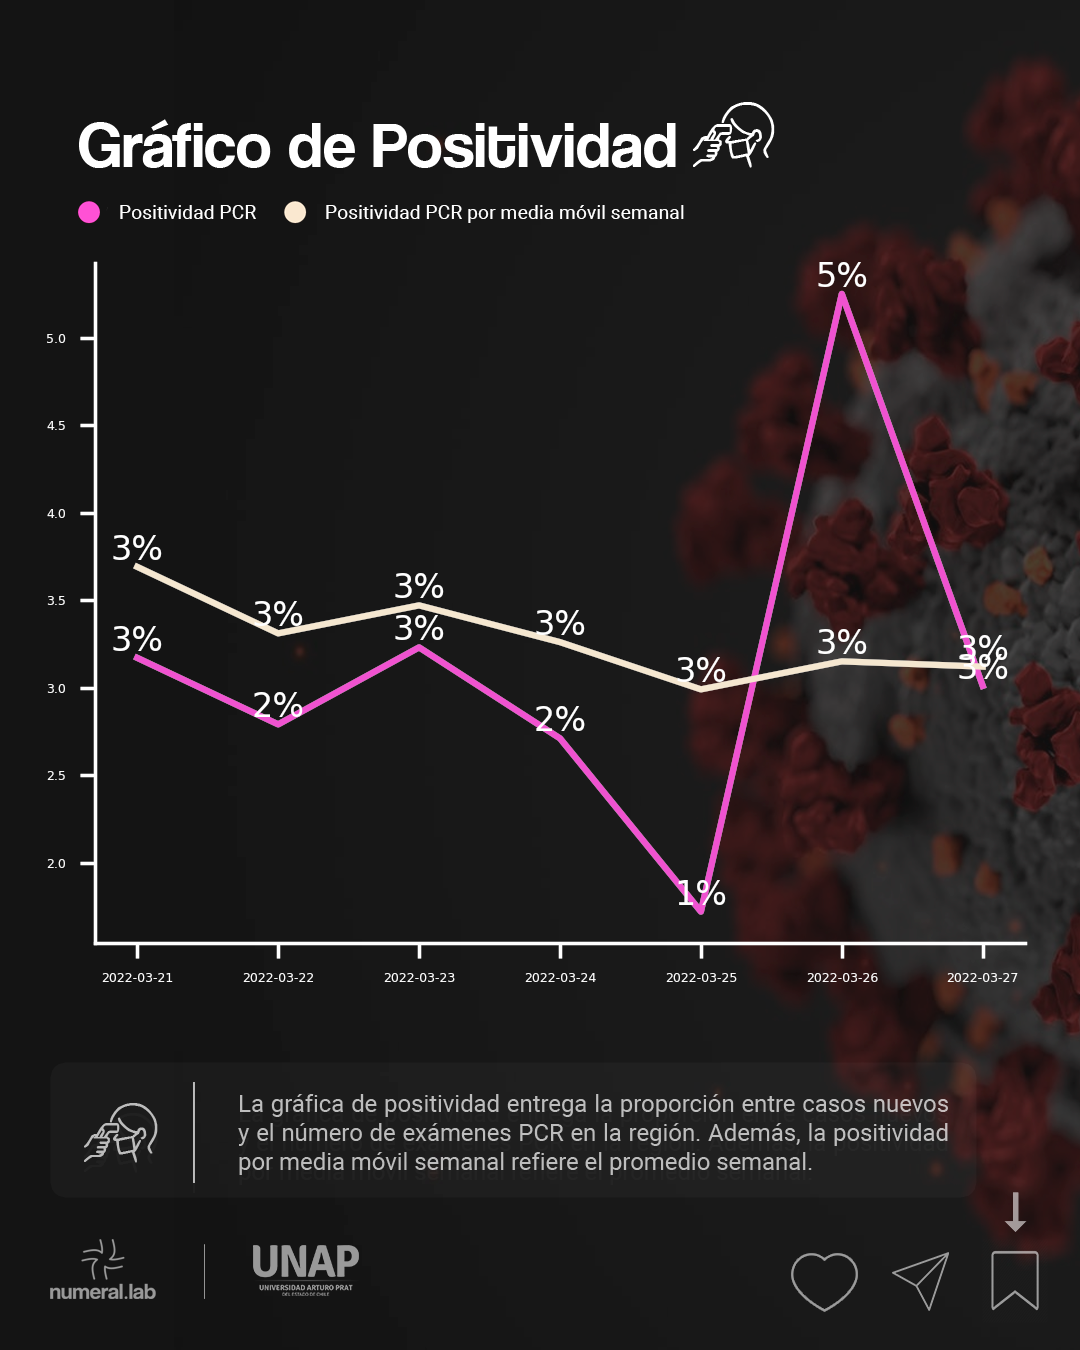 Gráfico de Positividad
Positividad PCR
Positividad PCR por media móvil semanal
5%
5.0
4.5
4.0
3%
3.5
3%
3%
3%
3%
3%
3%
3%
3%
3%
3%
3.0
2%
2%
2.5
2.0
1%
2022-03-21
2022-03-22
2022-03-23
2022-03-24
2022-03-25
2022-03-26
2022-03-27
La gráfica de positividad entrega la proporción entre casos nuevos
y el número de exámenes PCR en la región. Además, la positividad
por media móvil semanal refiere el promedio semanal.
numeral.lab
UNAP
UNIVERSIDAD ARTURO PRAT
DEL ESTADO DE CHILE